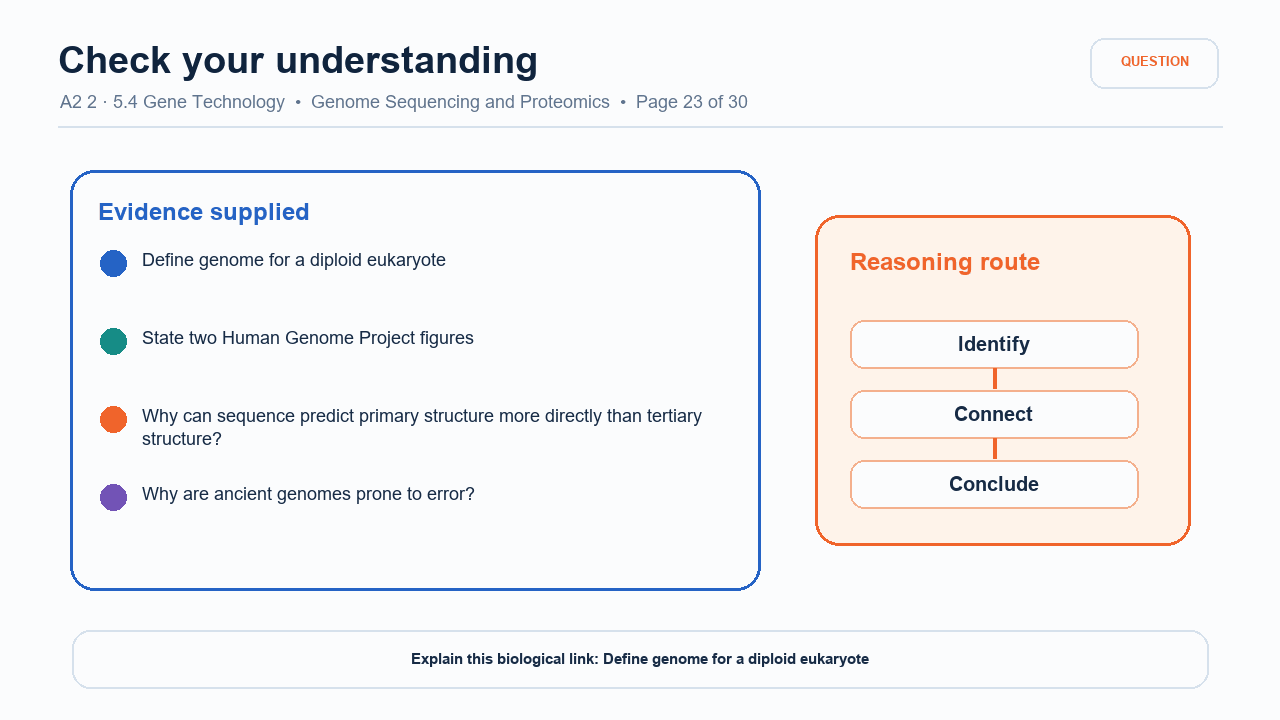 Check your understanding
QUESTION
A2 2 · 5.4 Gene Technology • Genome Sequencing and Proteomics • Page 23 of 30
Evidence supplied
Define genome for a diploid eukaryote
State two Human Genome Project figures
Why can sequence predict primary structure more directly than tertiary
structure?
Why are ancient genomes prone to error?
Reasoning route
Identify
Connect
Conclude
Explain this biological link: Define genome for a diploid eukaryote